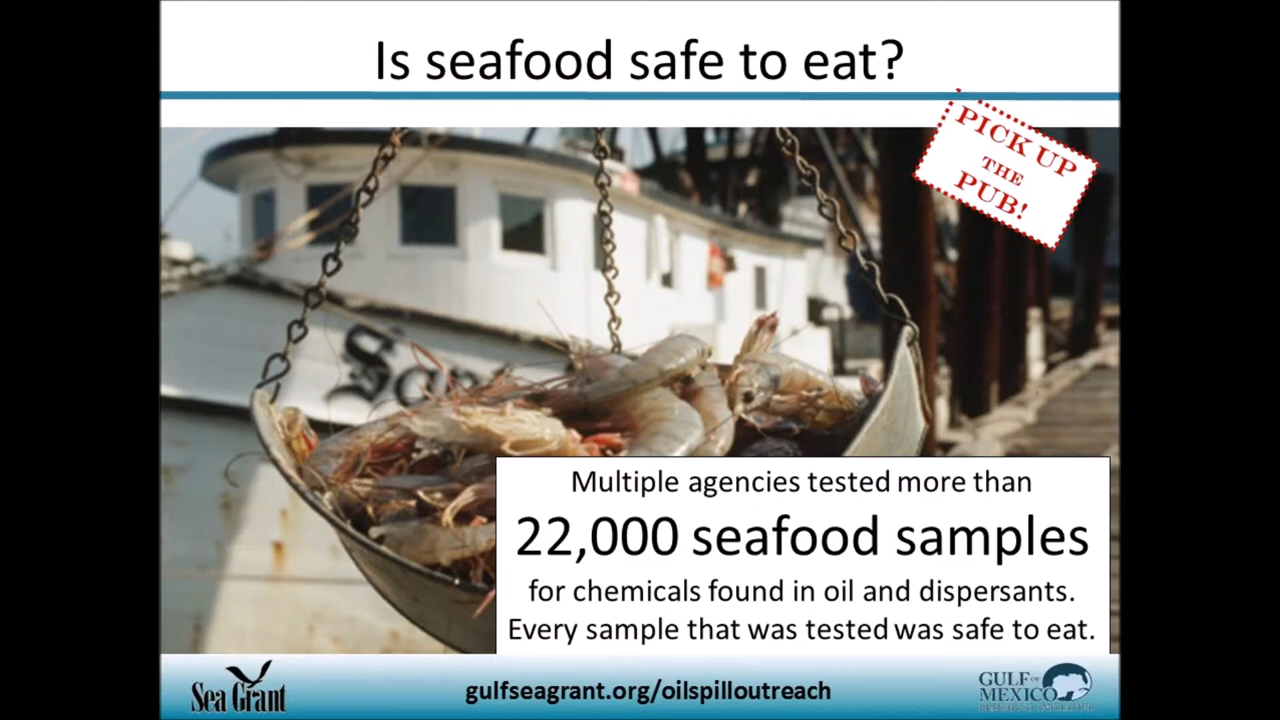 Is seafood safe to eat?
PICK UP
THE
PUB!
Multiple agencies tested more than
22,000 seafood samples
for chemicals found in oil and dispersants.
Every sample that was tested was safe to eat.
Sea Grant
gulfseagrant.org/oilspilloutreach
GULF OF
MEXICO
RESEARCH INITIATIVE